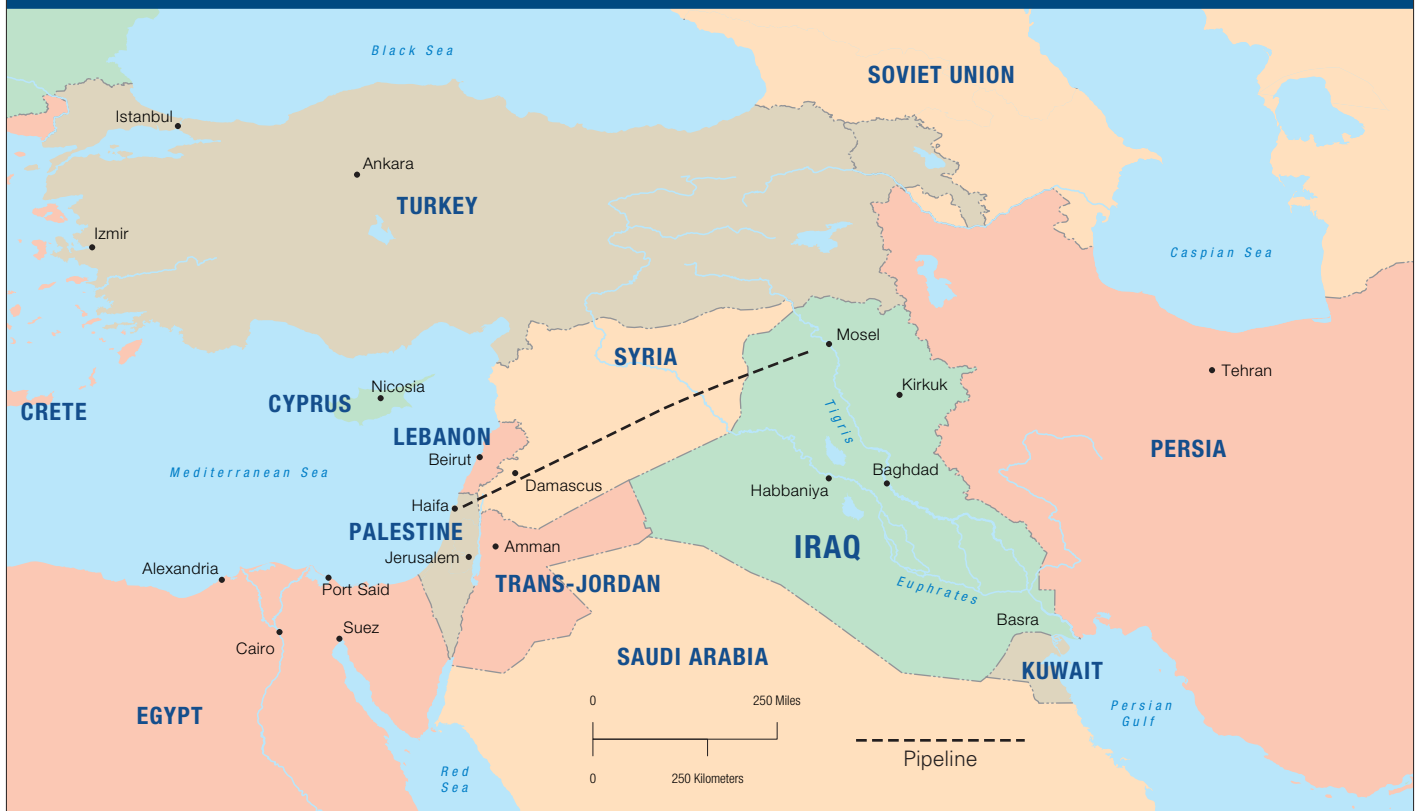 Black Sea
SOVIET UNION
Istanbul
Ankara
TURKEY
Izmir
Caspian Sea
Mosel
SYRIA
Tehran
Kirkuk
Nicosia
CYPRUS
CRETE
Tigris
LEBANON
PERSIA
Beirut
Mediterranean Sea
Baghdad
Damascus
Habbaniya
Haifa
PALESTINE
IRAQ
Amman
Jerusalem
Alexandria
TRANS-JORDAN
Port Said
Euphrates
Basra
Suez
Cairo
SAUDI ARABIA
KUWAIT
0 250 Miles
Persian
Gulf
EGYPT
Pipeline
Red
Sea
0 250 Kilometers